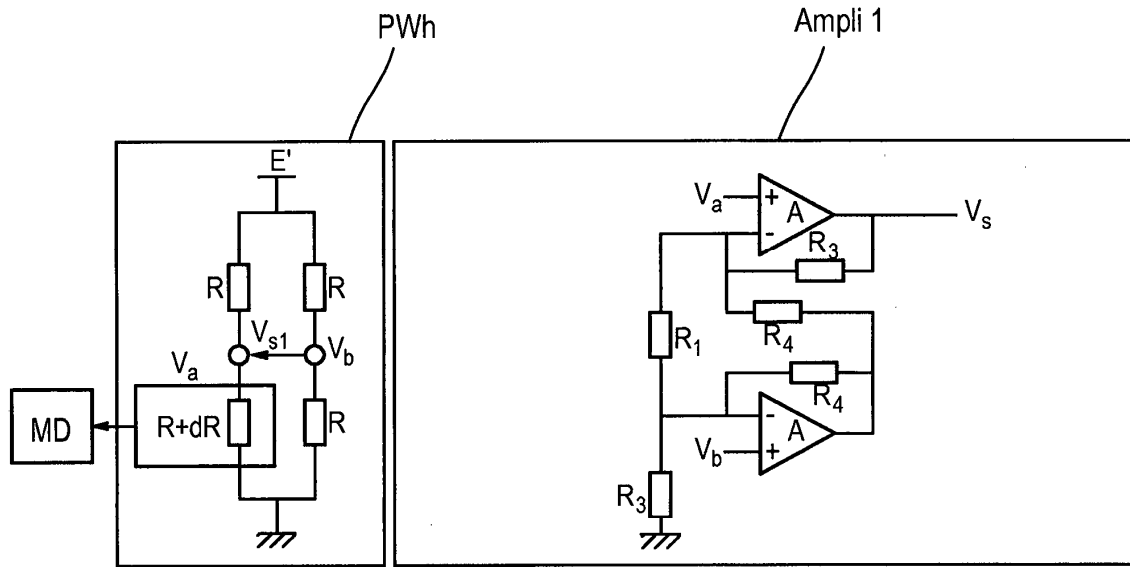 PWh
Ampli 1
E'
R
R
V_s1
V_a
V_b
R+dR
R
MD
V_a
+
A
-
V_s
R_3
R_1
R_4
R_4
-
A
V_b
+
R_3